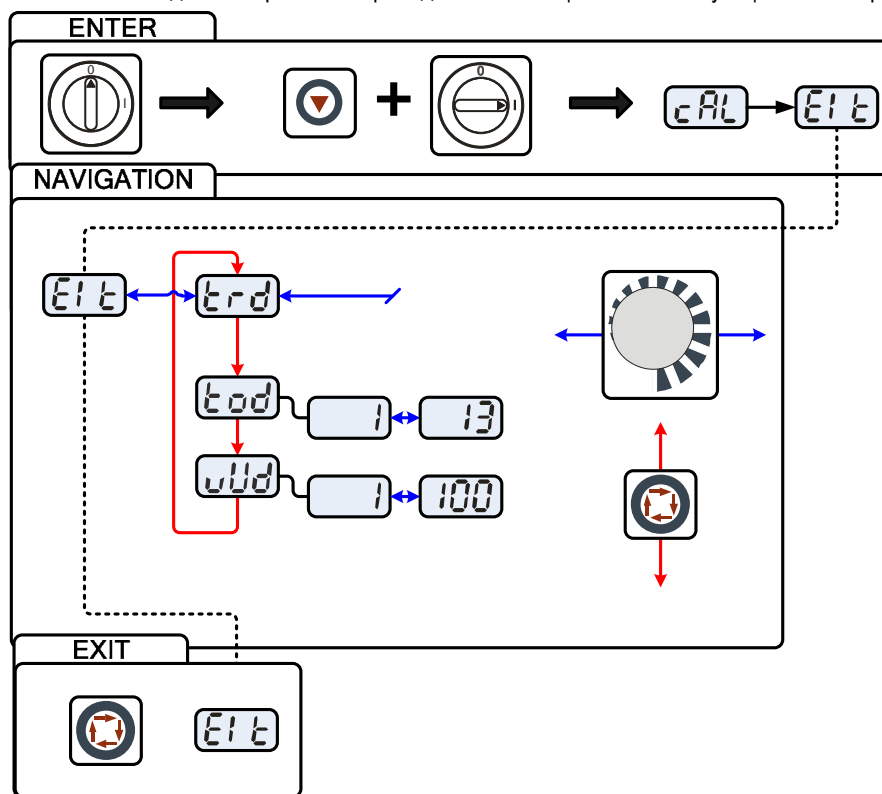 ENTER
0
I
0
I
cAL
EIt
NAVIGATION
EIt
trd
tod
1
13
uUd
1
100
EXIT
EIt